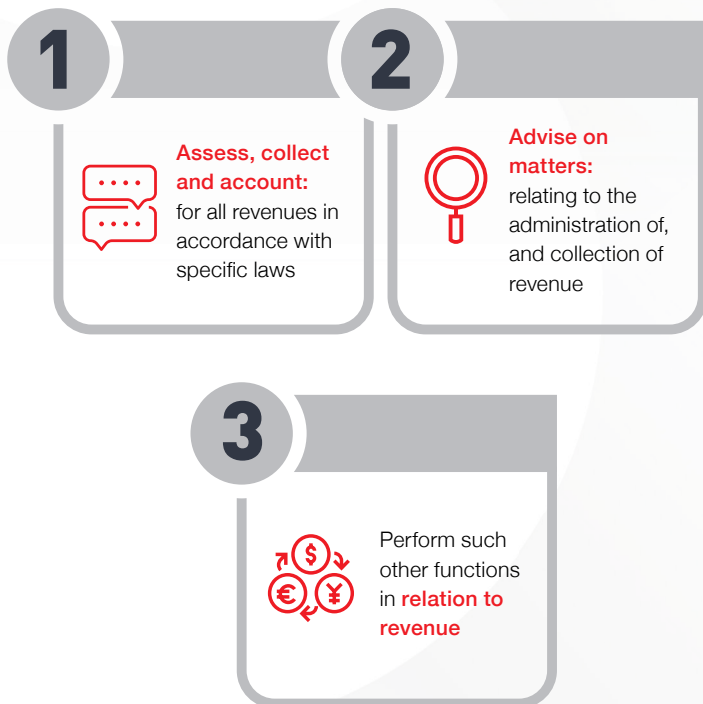 1
Assess, collect
and account:
for all revenues in
accordance with
specific laws
2
Advise on
matters:
relating to the
administration of,
and collection of
revenue
3
$
€
¥
Perform such
other functions
in relation to
revenue